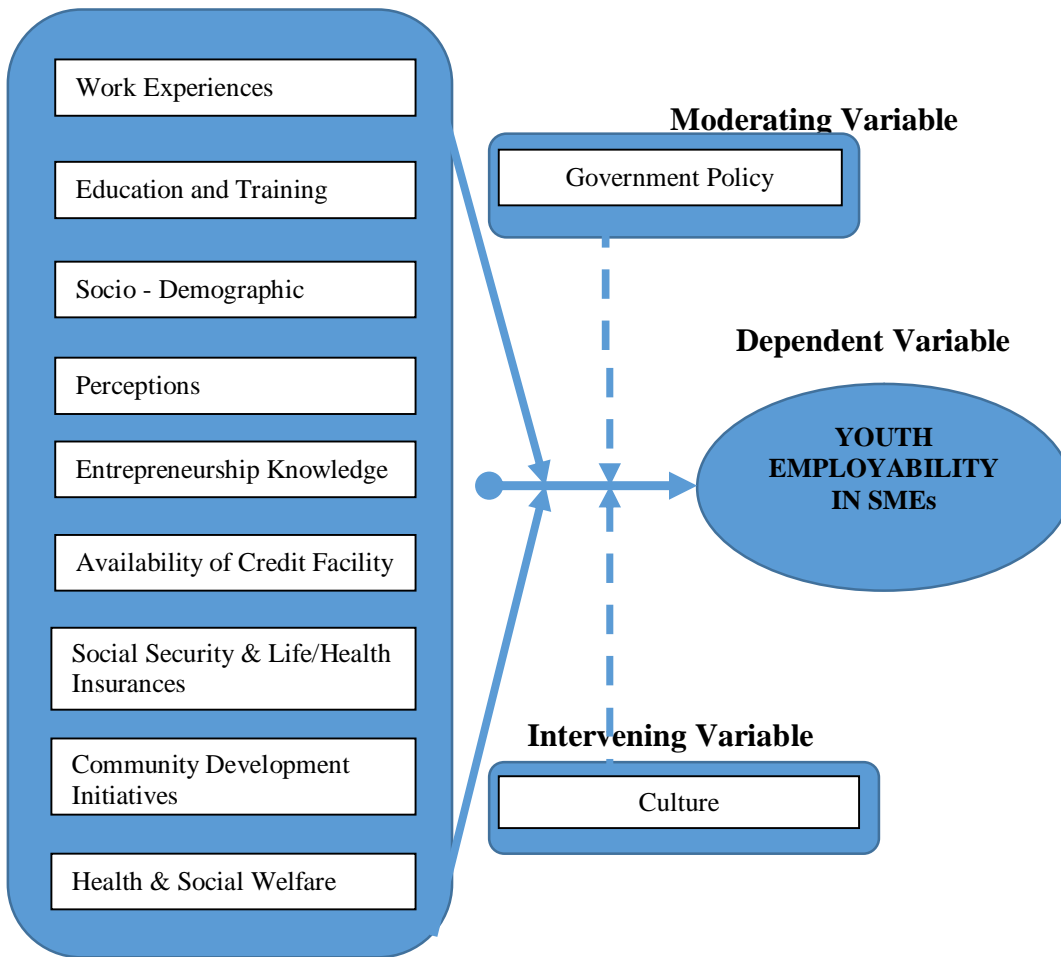 Work Experiences
Education and Training
Socio - Demographic
Perceptions
Entrepreneurship Knowledge
Availability of Credit Facility
Social Security & Life/Health
Insurances
Community Development
Initiatives
Health & Social Welfare
Moderating Variable
Government Policy
Dependent Variable
YOUTH
EMPLOYABILITY
IN SMEs
Intervening Variable
Culture